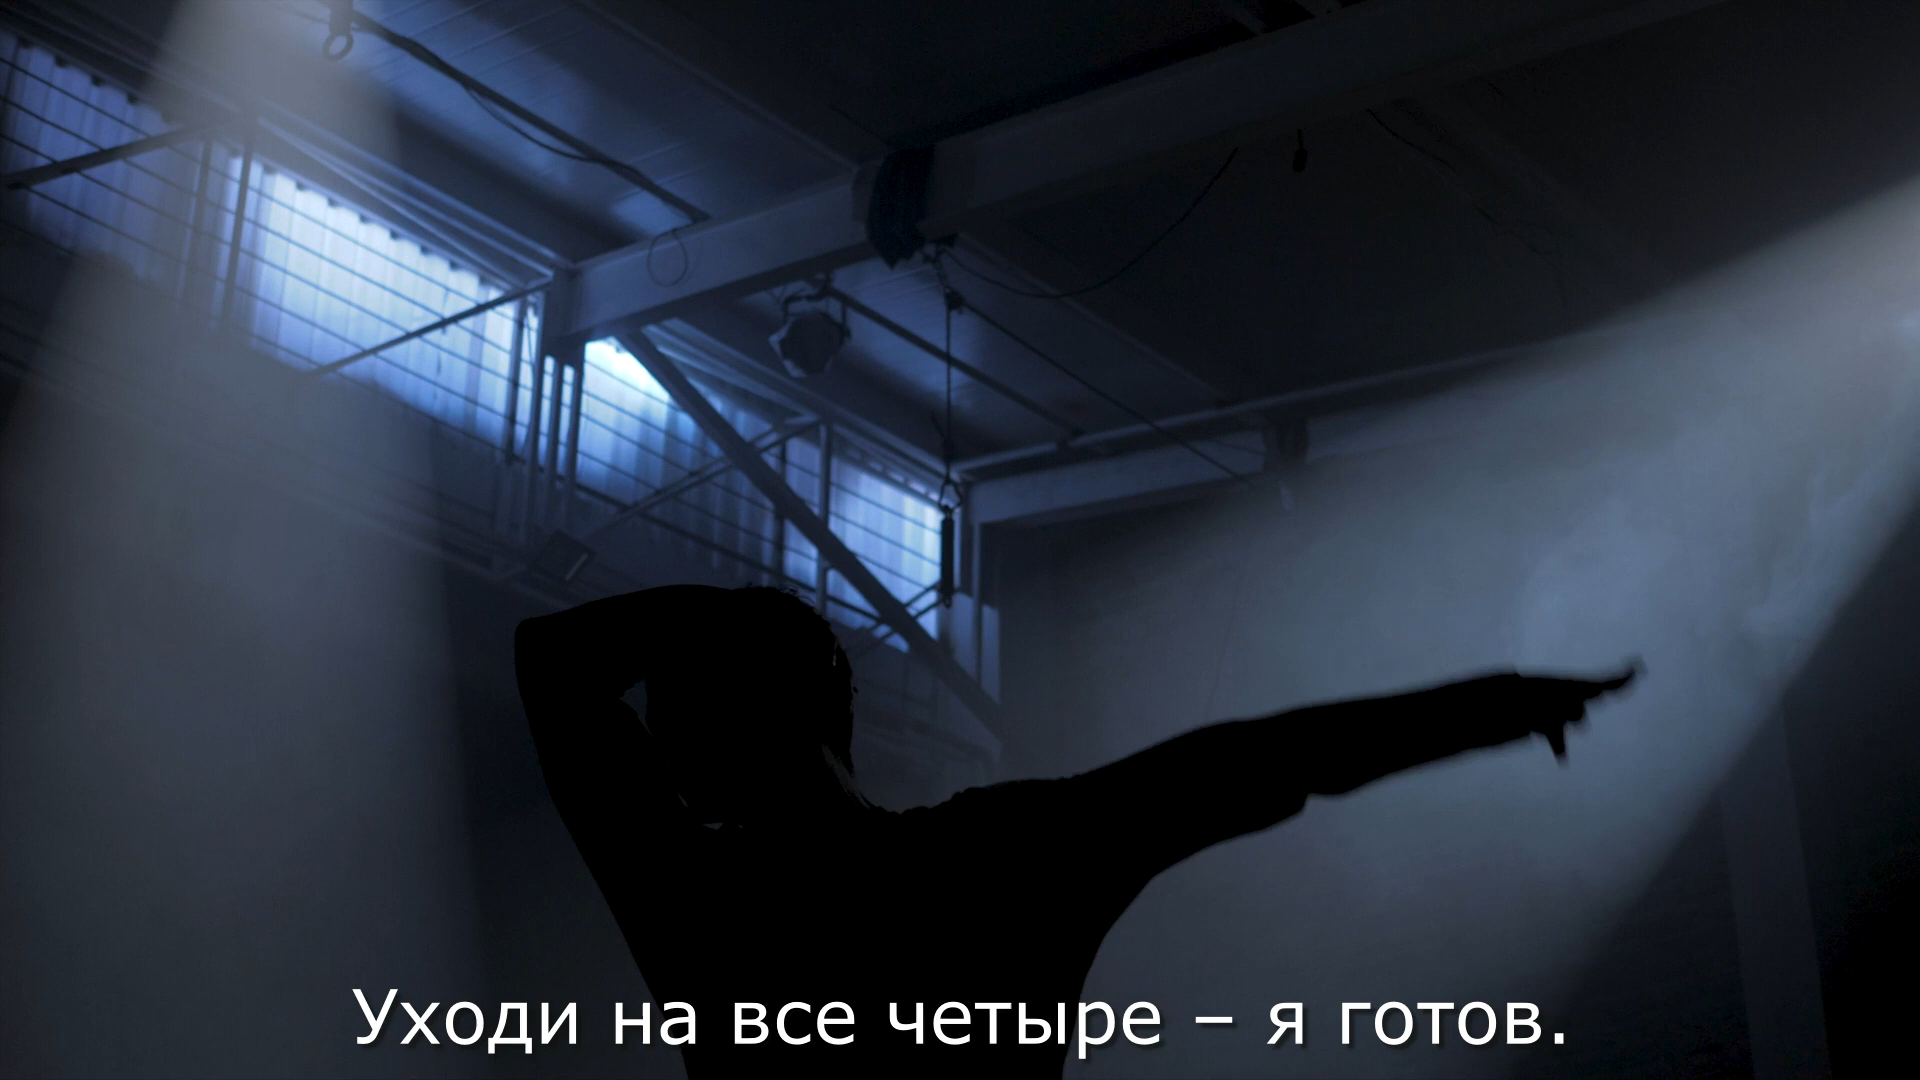 Уходи на все четыре – я готов.